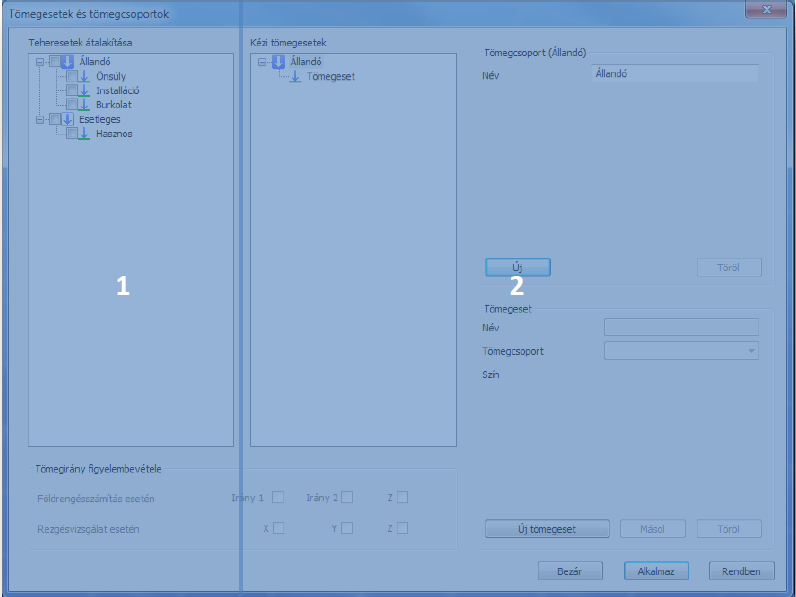 Tömegesetek és tömegcsoportok
x
Teheresetek átalakítása
Állandó
Önsúly
Installáció
Burkolat
Esetleges
Hasznos
1
Kézi tömegesetek
Állandó
Tömegeset
Tömegcsoport (Állandó)
Név Állandó
Új Töröl
2
Tömegeset
Név
Tömegcsoport
Szín
Tömegirány figyelembevétele
Földrengésszámítás esetén Irány 1 Irány 2 Z
Rezgésvizsgálat esetén X Y Z
Új tömegeset Másol Töröl
Bezár Alkalmaz Rendben